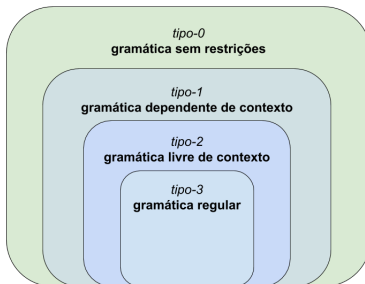 tipo-0
gramática sem restrições
tipo-1
gramática dependente de contexto
tipo-2
gramática livre de contexto
tipo-3
gramática regular